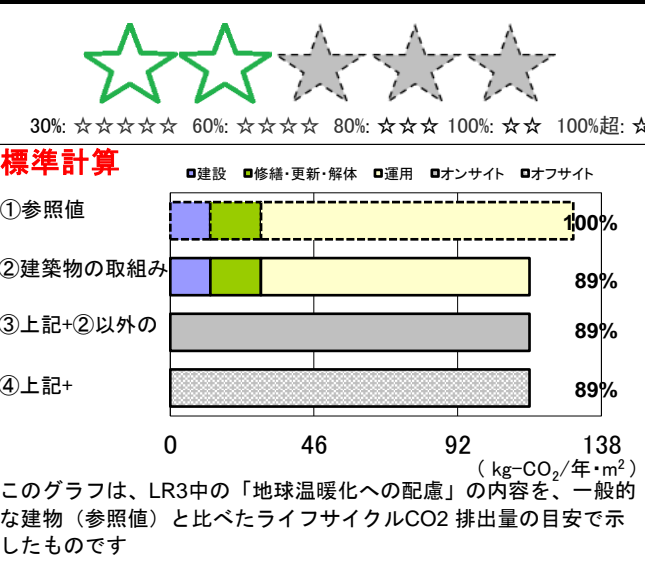 30%: ☆☆☆☆☆ 60%: ☆☆☆☆ 80%: ☆☆☆ 100%: ☆☆ 100%超: ☆
標準計算
建設 修繕・更新・解体 運用 オンサイト オフサイト
①参照値 100%
②建築物の取組み 89%
③上記+②以外の 89%
④上記+ 89%
0 46 92 138
( kg-CO2/年・m2 )
このグラフは、LR3中の「地球温暖化への配慮」の内容を、一般的
な建物（参照値）と比べたライフサイクルCO2 排出量の目安で示
したものです